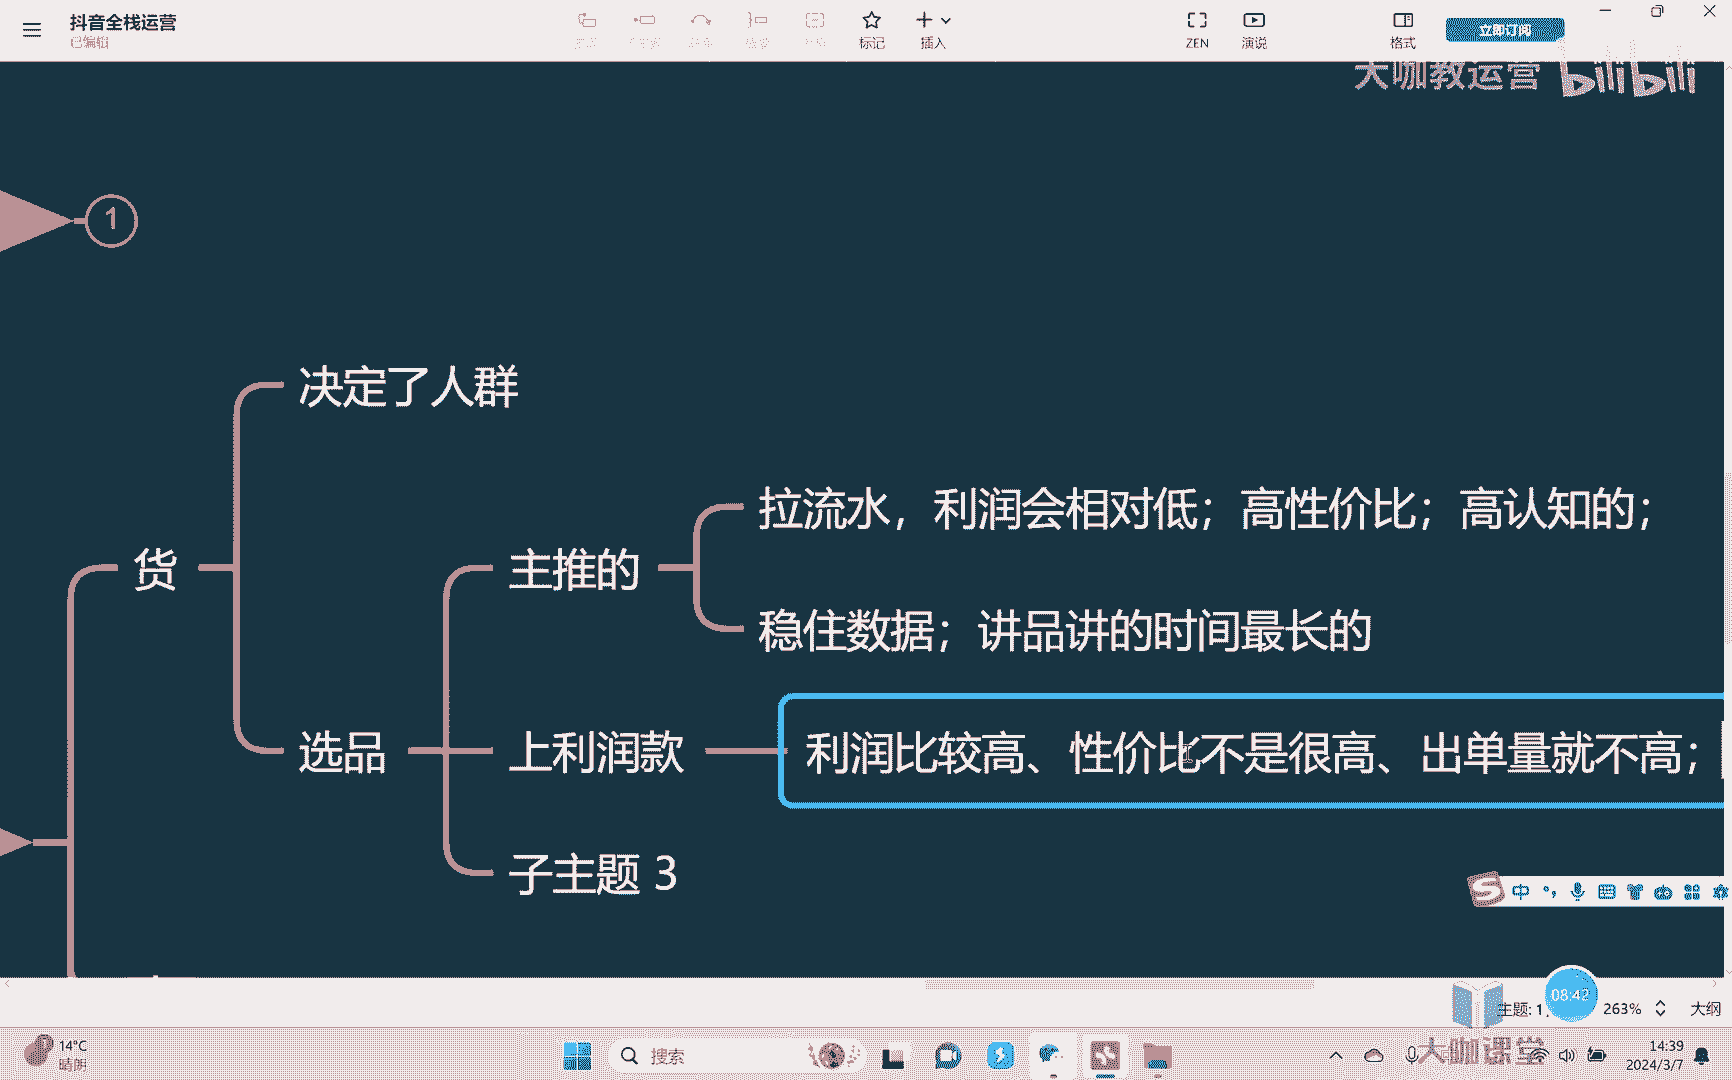 抖音全栈运营
已编辑
标记
插入
ZEN
演说
格式
立即订阅
大咖教运营 bilibili
1
决定了人群
拉流水，利润会相对低；高性价比；高认知的；
货
主推的
稳住数据；讲品讲的时间最长的
选品
上利润款
利润比较高、性价比不是很高、出单量就不高；
子主题 3
中
08:42
主题: 1
263%
大纲
14°C
晴朗
搜索
大咖课堂
14:39
2024/3/7